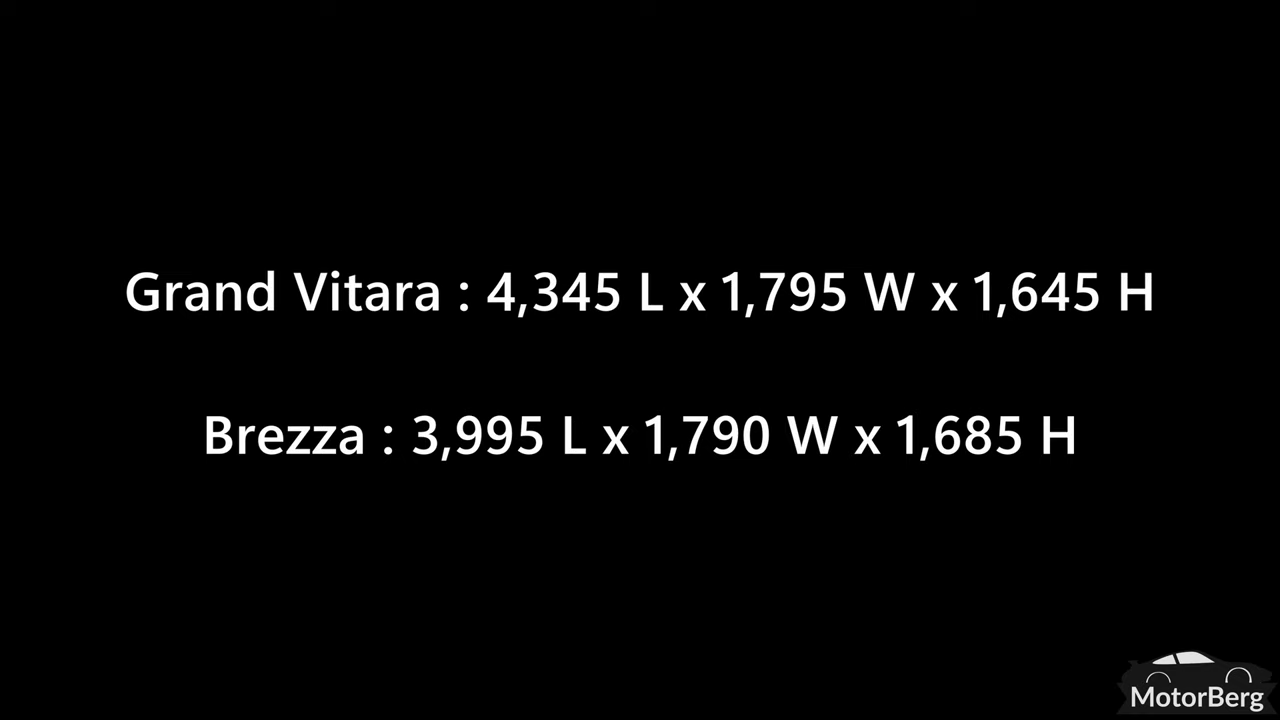 Grand Vitara : 4,345 L x 1,795 W x 1,645 H
Brezza : 3,995 L x 1,790 W x 1,685 H
MotorBerg